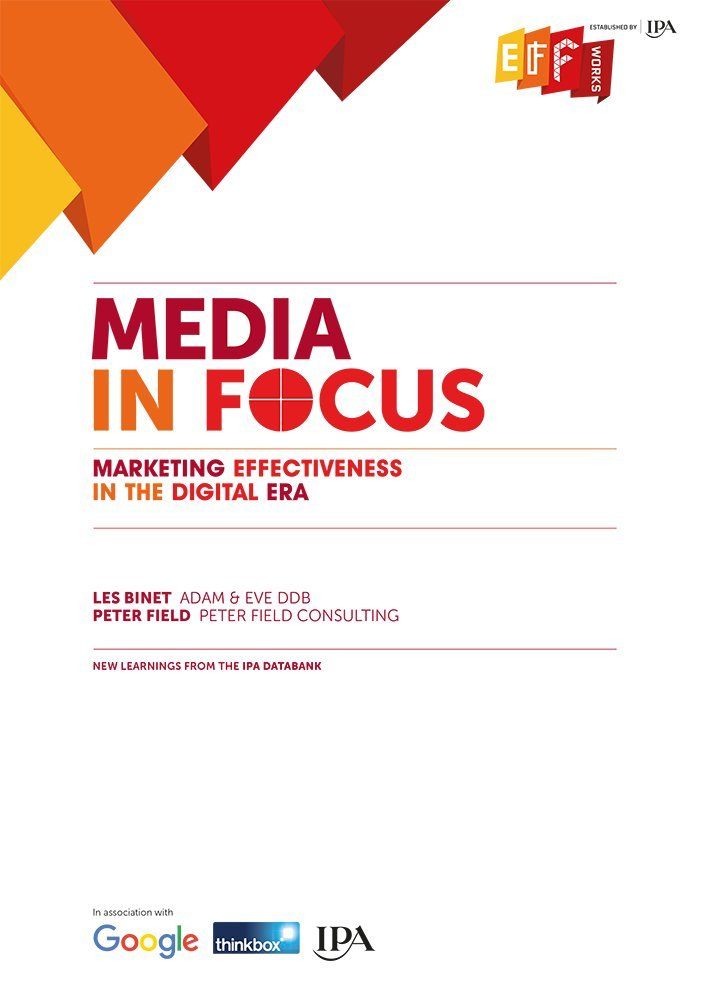 ESTABLISHED BY IPA
EFF
WORKS
MEDIA
IN FOCUS
MARKETING EFFECTIVENESS
IN THE DIGITAL ERA
LES BINET ADAM & EVE DDB
PETER FIELD PETER FIELD CONSULTING
NEW LEARNINGS FROM THE IPA DATABANK
In association with
Google thinkbox IPA